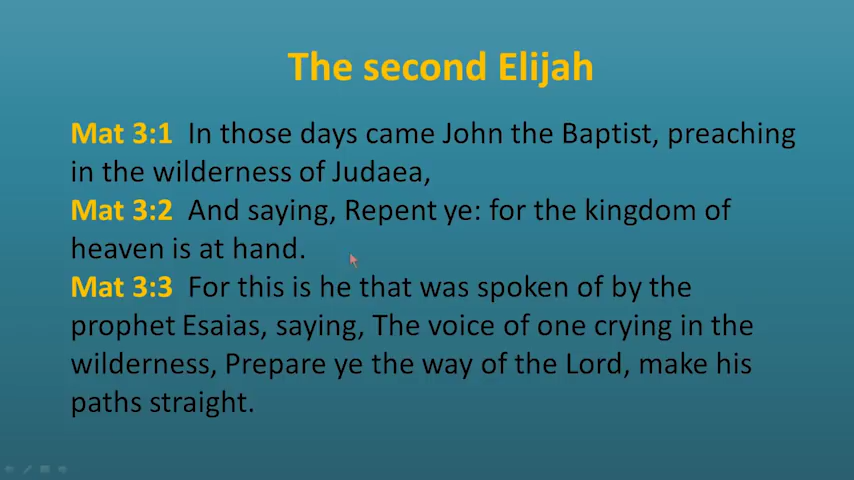 The second Elijah
Mat 3:1 In those days came John the Baptist, preaching
in the wilderness of Judaea,
Mat 3:2 And saying, Repent ye: for the kingdom of
heaven is at hand.
Mat 3:3 For this is he that was spoken of by the
prophet Esaias, saying, The voice of one crying in the
wilderness, Prepare ye the way of the Lord, make his
paths straight.